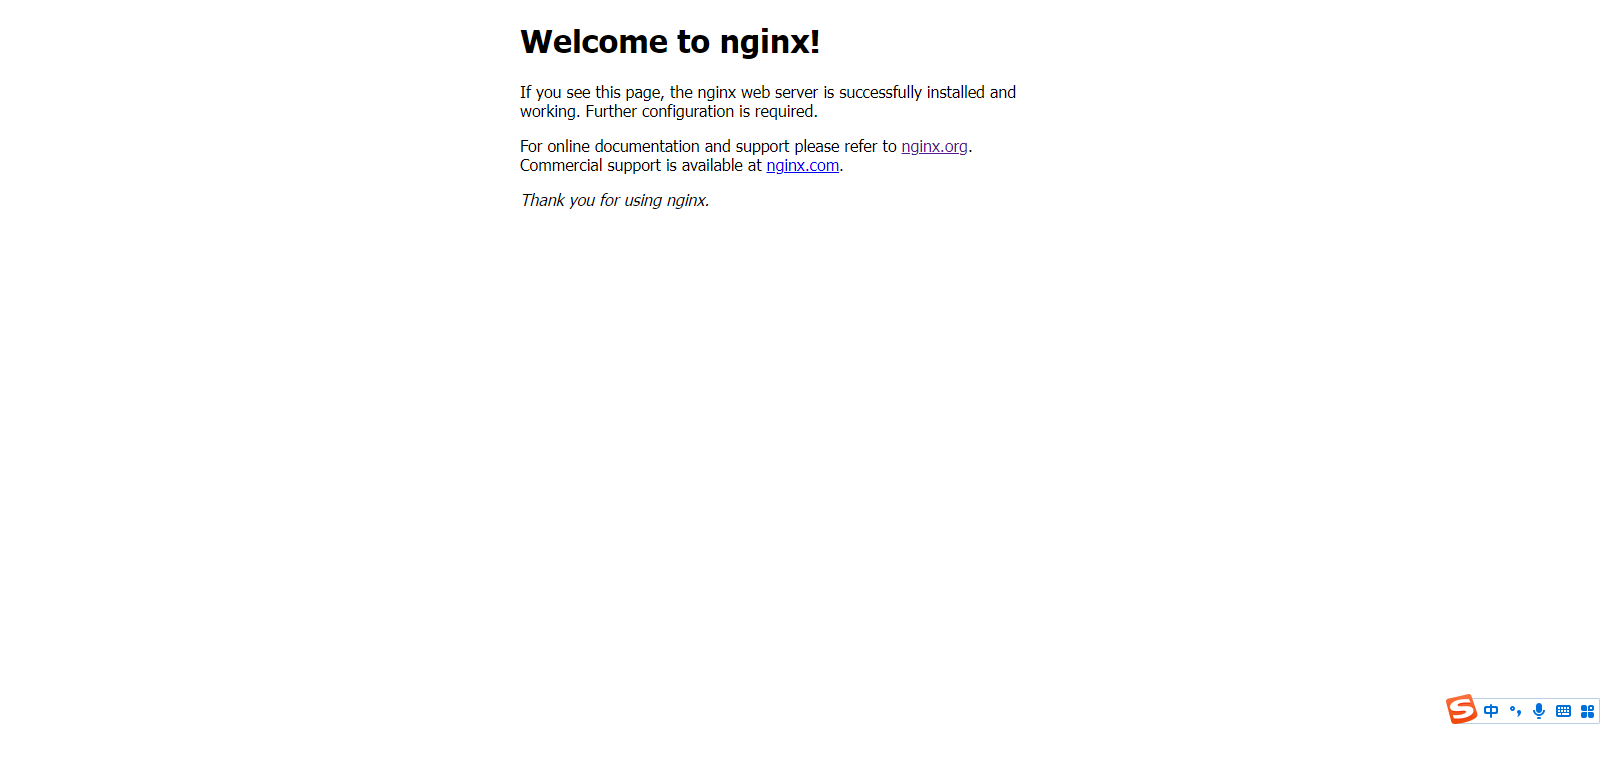 Welcome to nginx!
If you see this page, the nginx web server is successfully installed and
working. Further configuration is required.
For online documentation and support please refer to nginx.org.
Commercial support is available at nginx.com.
Thank you for using nginx.
S 中 °,